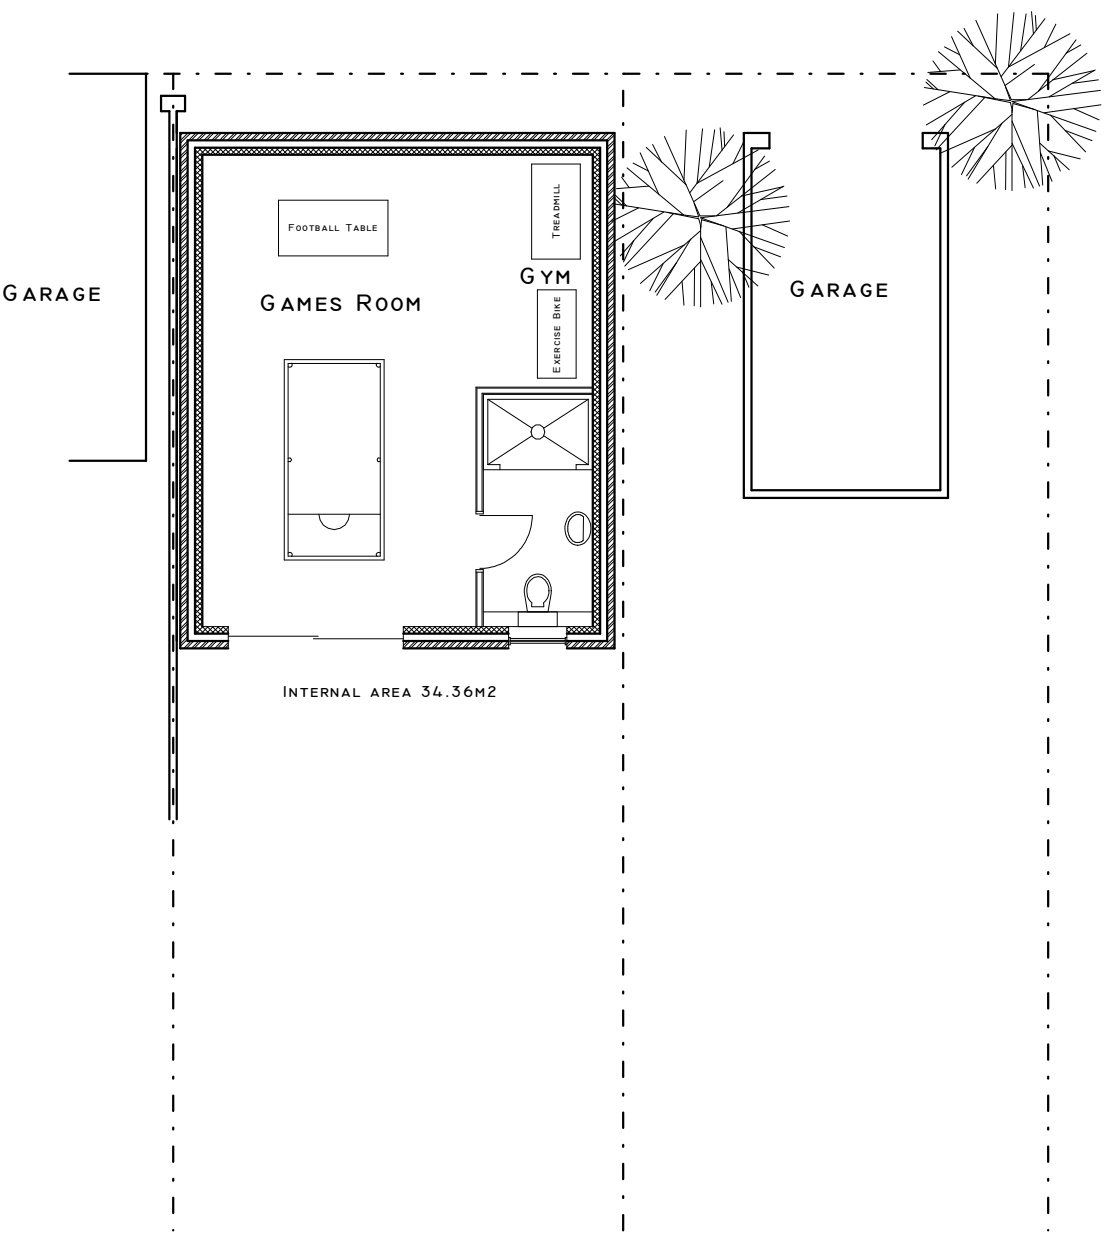 Treadmill
Football Table
Gym
Garage
Garage
Games Room
Exercise Bike
Internal area 34.36m2